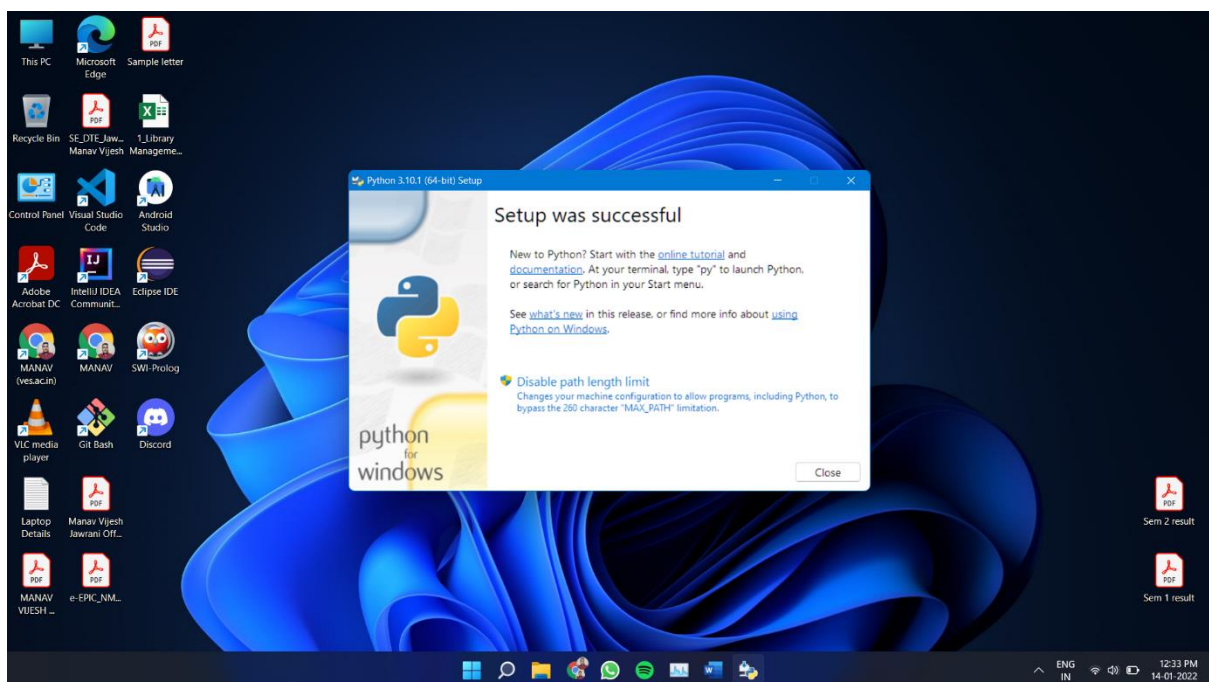 This PC
Microsoft
Edge
Sample letter
Recycle Bin
SE_DTE_Jaw...
Manav Vijesh
1_Library
Manageme...
Control Panel
Visual Studio
Code
Android
Studio
Adobe
Acrobat DC
IntelliJ IDEA
Communit...
Eclipse IDE
MANAV
(ves.ac.in)
MANAV
SWI-Prolog
VLC media
player
Git Bash
Discord
Laptop
Details
Manav Vijesh
Jawrani Off...
MANAV
VIJESH ...
e-EPIC_NM...
Python 3.10.1 (64-bit) Setup
Setup was successful
New to Python? Start with the online tutorial and
documentation. At your terminal, type "py" to launch Python,
or search for Python in your Start menu.
See what's new in this release, or find more info about using
Python on Windows.
Disable path length limit
Changes your machine configuration to allow programs, including Python, to
bypass the 260 character "MAX_PATH" limitation.
python
for
windows
Close
PDF
Sem 2 result
PDF
Sem 1 result
ENG
IN
12:33 PM
14-01-2022